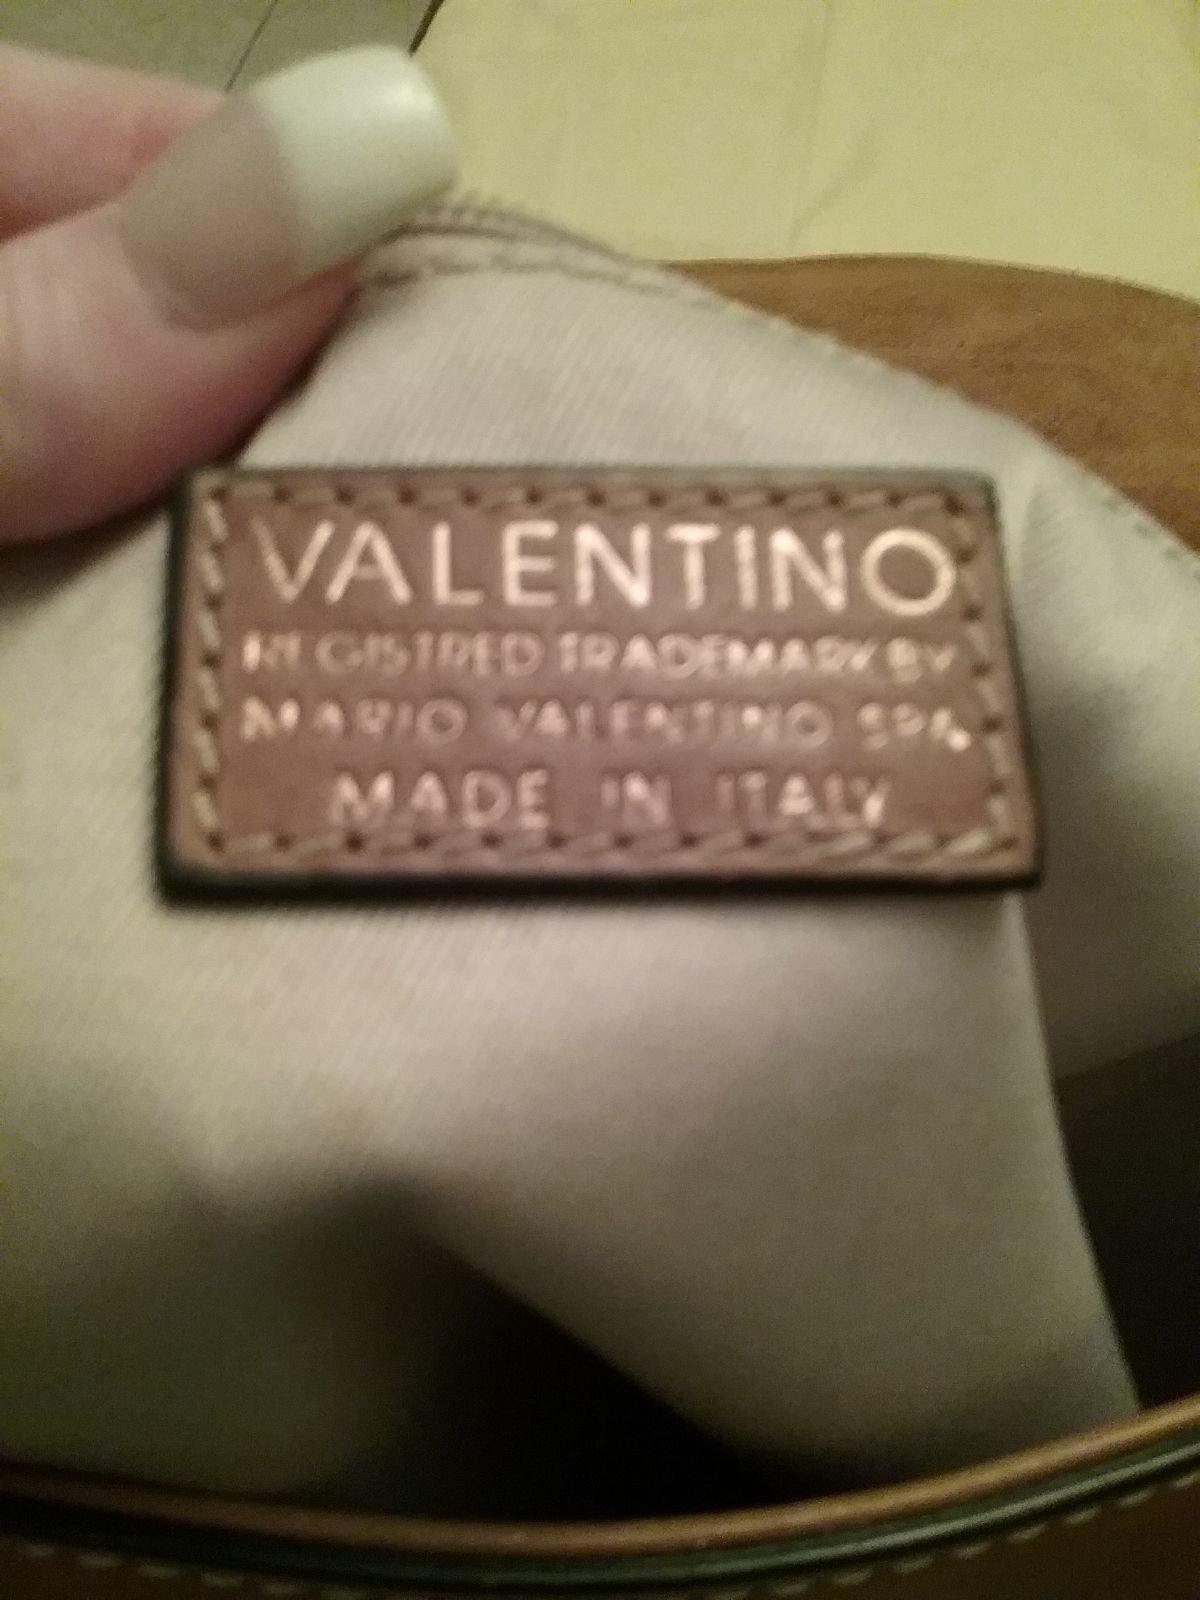 VALENTINO
REGISTRED TRADEMARK BY
MARIO VALENTINO SPA
MADE IN ITALY